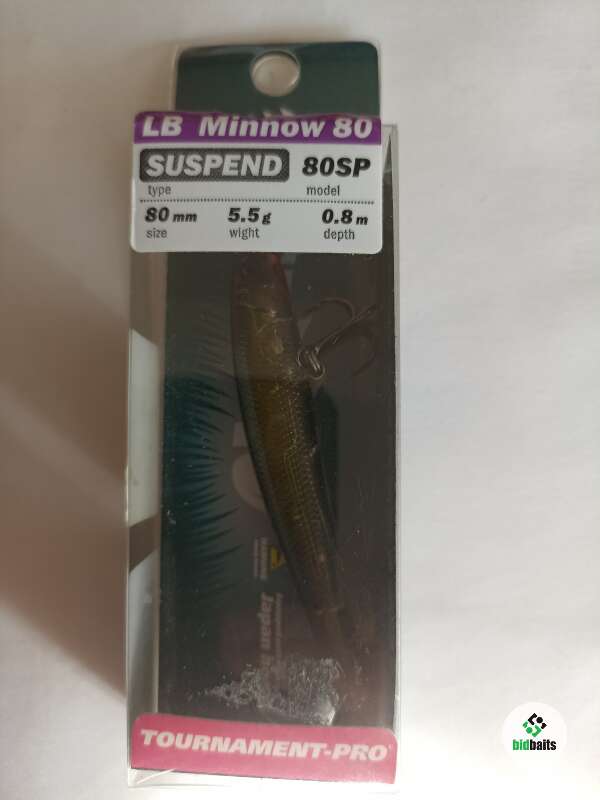 LB Minnow 80
SUSPEND 80SP
type model
80 mm 5.5 g 0.8 m
size wight depth
TOURNAMENT-PRO
bidbaits